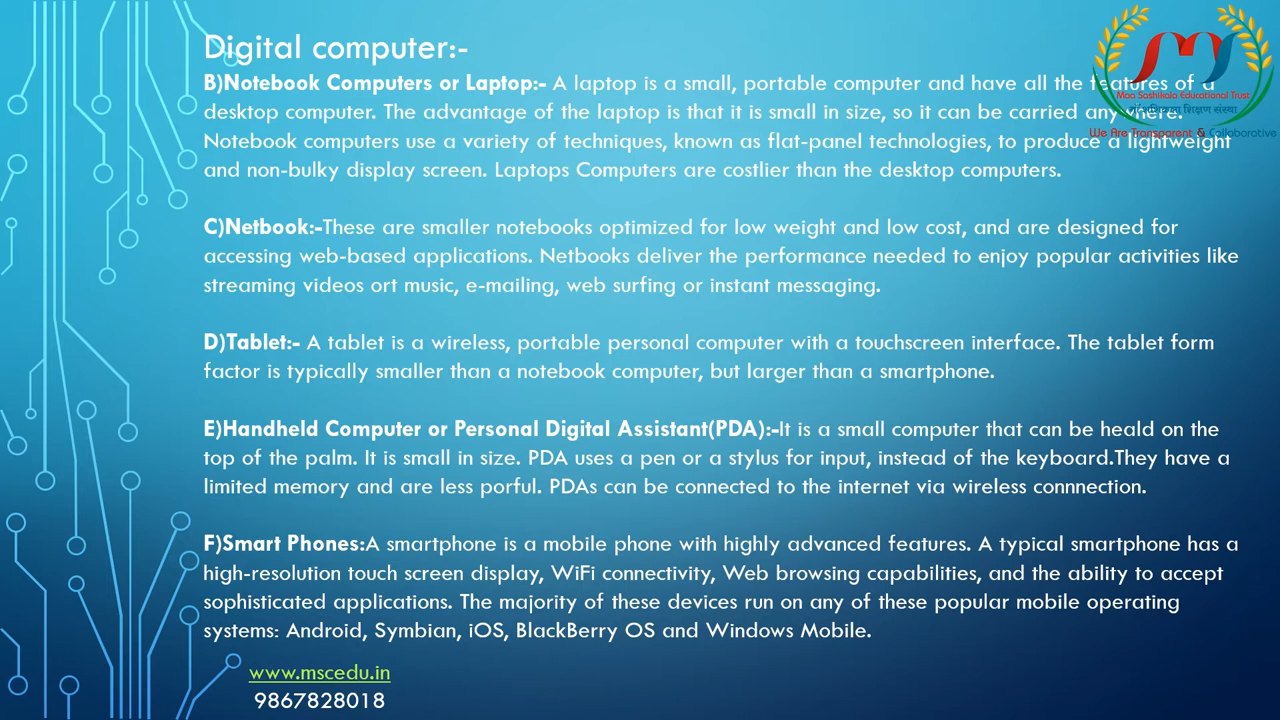 Digital computer:-
B)Notebook Computers or Laptop:- A laptop is a small, portable computer and have all the features of a
desktop computer. The advantage of the laptop is that it is small in size, so it can be carried any where.
Notebook computers use a variety of techniques, known as flat-panel technologies, to produce a lightweight
and non-bulky display screen. Laptops Computers are costlier than the desktop computers.
C)Netbook:-These are smaller notebooks optimized for low weight and low cost, and are designed for
accessing web-based applications. Netbooks deliver the performance needed to enjoy popular activities like
streaming videos ort music, e-mailing, web surfing or instant messaging.
D)Tablet:- A tablet is a wireless, portable personal computer with a touchscreen interface. The tablet form
factor is typically smaller than a notebook computer, but larger than a smartphone.
E)Handheld Computer or Personal Digital Assistant(PDA):-It is a small computer that can be heald on the
top of the palm. It is small in size. PDA uses a pen or a stylus for input, instead of the keyboard.They have a
limited memory and are less porful. PDAs can be connected to the internet via wireless connnection.
F)Smart Phones:A smartphone is a mobile phone with highly advanced features. A typical smartphone has a
high-resolution touch screen display, WiFi connectivity, Web browsing capabilities, and the ability to accept
sophisticated applications. The majority of these devices run on any of these popular mobile operating
systems: Android, Symbian, iOS, BlackBerry OS and Windows Mobile.
www.mscedu.in
9867828018
Maa Sashikala Educational Trust
शिक्षण संस्था
We Are Transparent & Collaborative